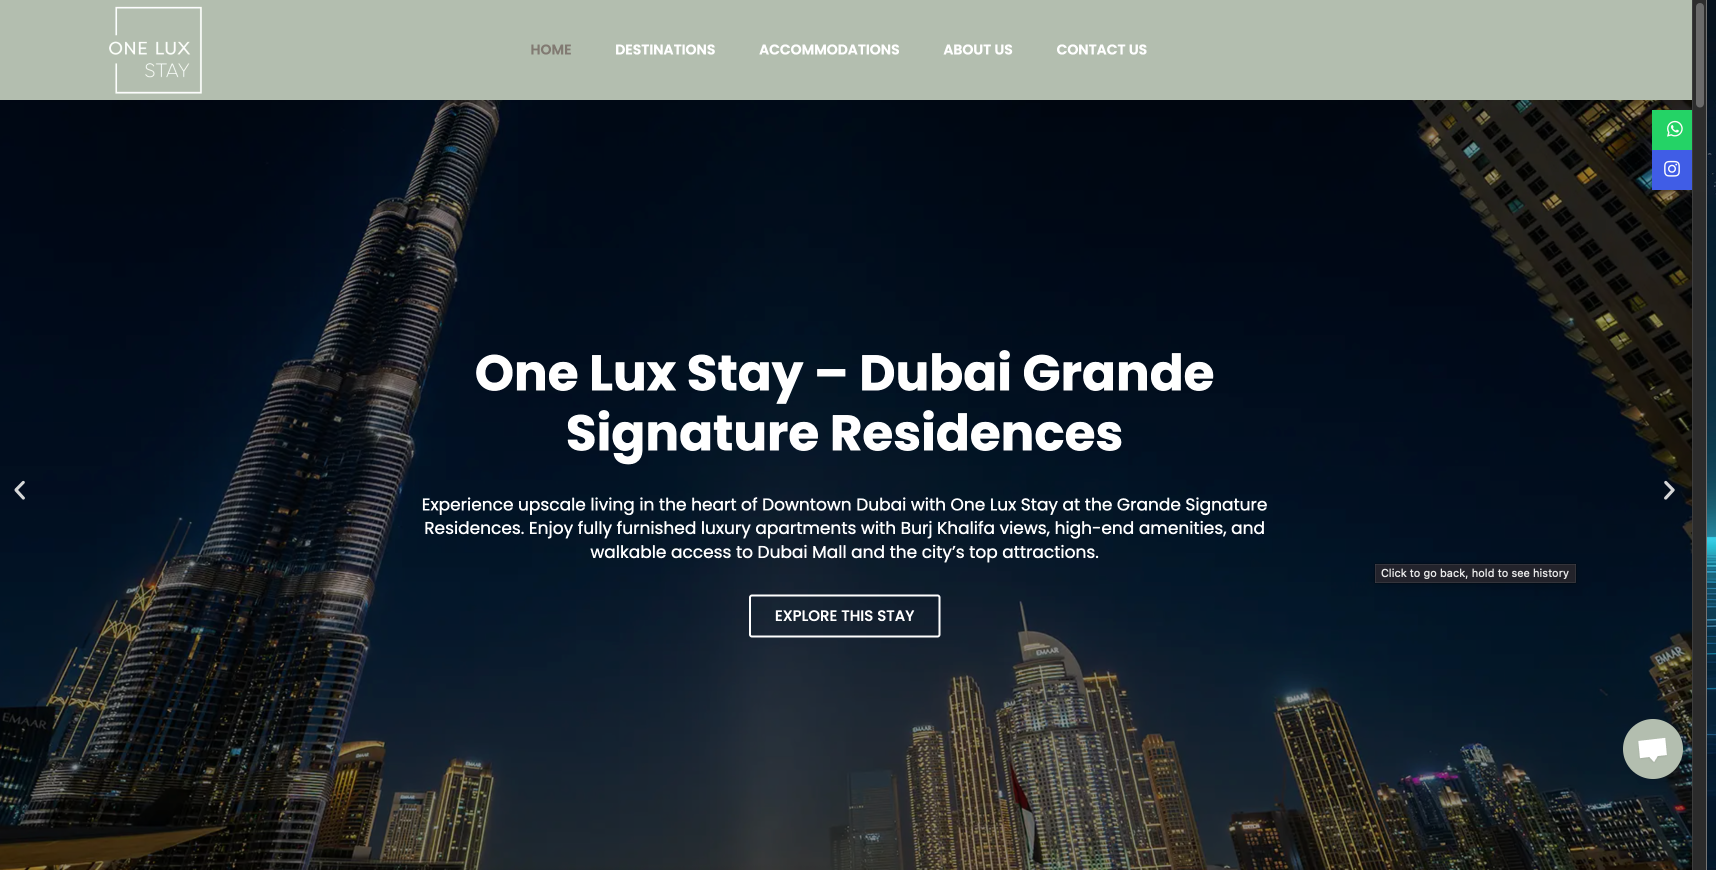 ONE LUX
STAY
HOME
DESTINATIONS
ACCOMMODATIONS
ABOUT US
CONTACT US
One Lux Stay – Dubai Grande
Signature Residences
Experience upscale living in the heart of Downtown Dubai with One Lux Stay at the Grande Signature
Residences. Enjoy fully furnished luxury apartments with Burj Khalifa views, high-end amenities, and
walkable access to Dubai Mall and the city’s top attractions.
Click to go back, hold to see history
EXPLORE THIS STAY
EMAAR
EMAAR
EMAAR
EMAAR